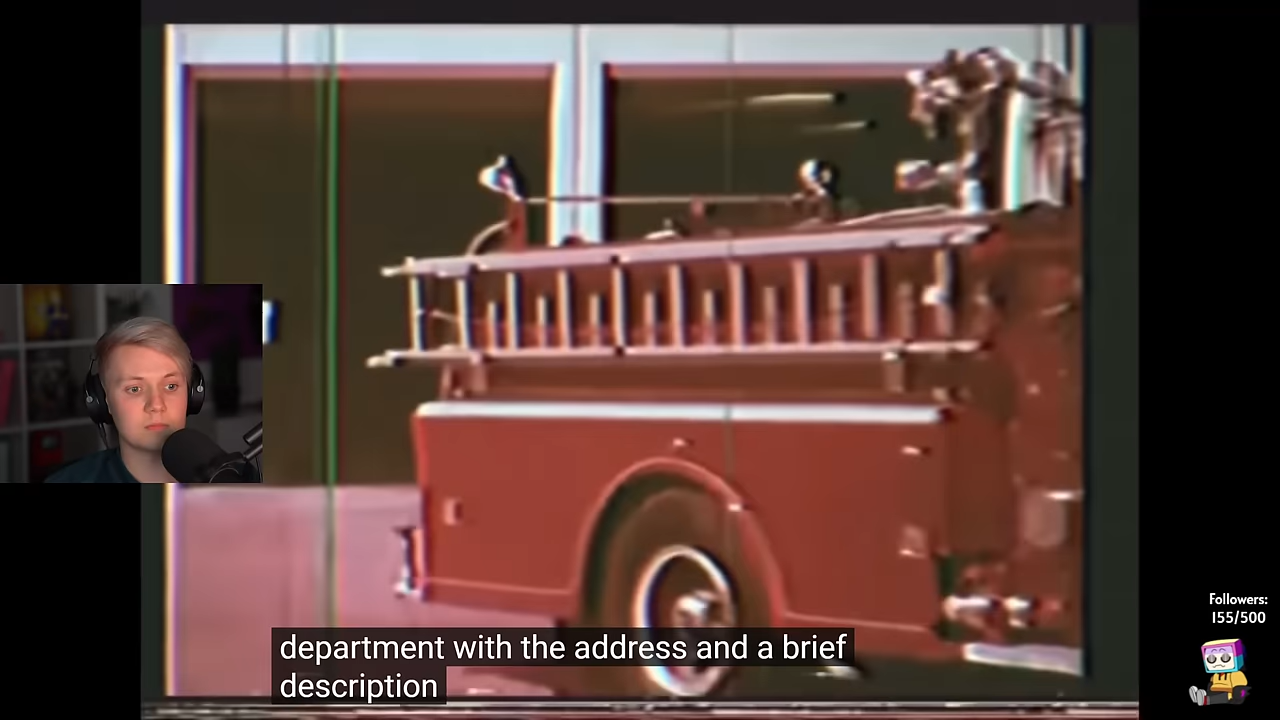 Followers:
155/500
department with the address and a brief
description